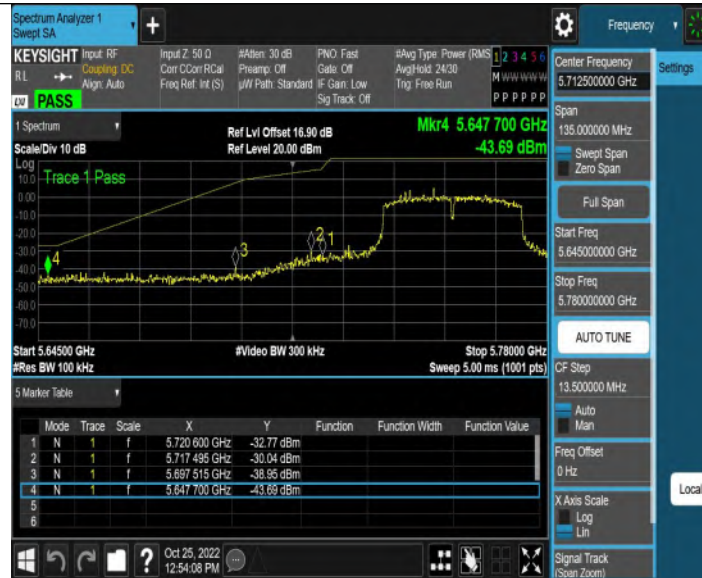 Spectrum Analyzer 1
Swept SA
+
Frequency
KEYSIGHT
Input: RF
Input Z: 50 Ω
#Atten: 30 dB
PNO: Fast
#Avg Type: Power (RMS
1 2 3 4 5 6
RL
Coupling: DC
Corr CCorr RCal
Preamp: Off
Gate: Off
Avg|Hold: 24/30
M W W W W W
Align: Auto
Freq Ref: Int (S)
µW Path: Standard
IF Gain: Low
Trig: Free Run
P P P P P P
Sig Track: Off
LXI
PASS
1 Spectrum
Ref Lvl Offset 16.90 dB
Mkr4 5.647 700 GHz
Scale/Div 10 dB
Ref Level 20.00 dBm
-43.69 dBm
Log
Trace 1 Pass
10.0
0.00
-10.0
-20.0
-30.0
-40.0
-50.0
-60.0
-70.0
4
3
2
1
Start 5.64500 GHz
#Video BW 300 kHz
Stop 5.78000 GHz
#Res BW 100 kHz
Sweep 5.00 ms (1001 pts)
5 Marker Table
Mode Trace Scale X Y Function Function Width Function Value
1 N 1 f 5.720 600 GHz -32.77 dBm
2 N 1 f 5.717 495 GHz -30.04 dBm
3 N 1 f 5.697 515 GHz -38.95 dBm
4 N 1 f 5.647 700 GHz -43.69 dBm
5
6
?
Oct 25, 2022
12:54:08 PM
Center Frequency
5.712500000 GHz
Settings
Span
135.000000 MHz
Swept Span
Zero Span
Full Span
Start Freq
5.645000000 GHz
Stop Freq
5.780000000 GHz
AUTO TUNE
CF Step
13.500000 MHz
Auto
Man
Freq Offset
0 Hz
X Axis Scale
Log
Lin
Local
Signal Track
(Span Zoom)